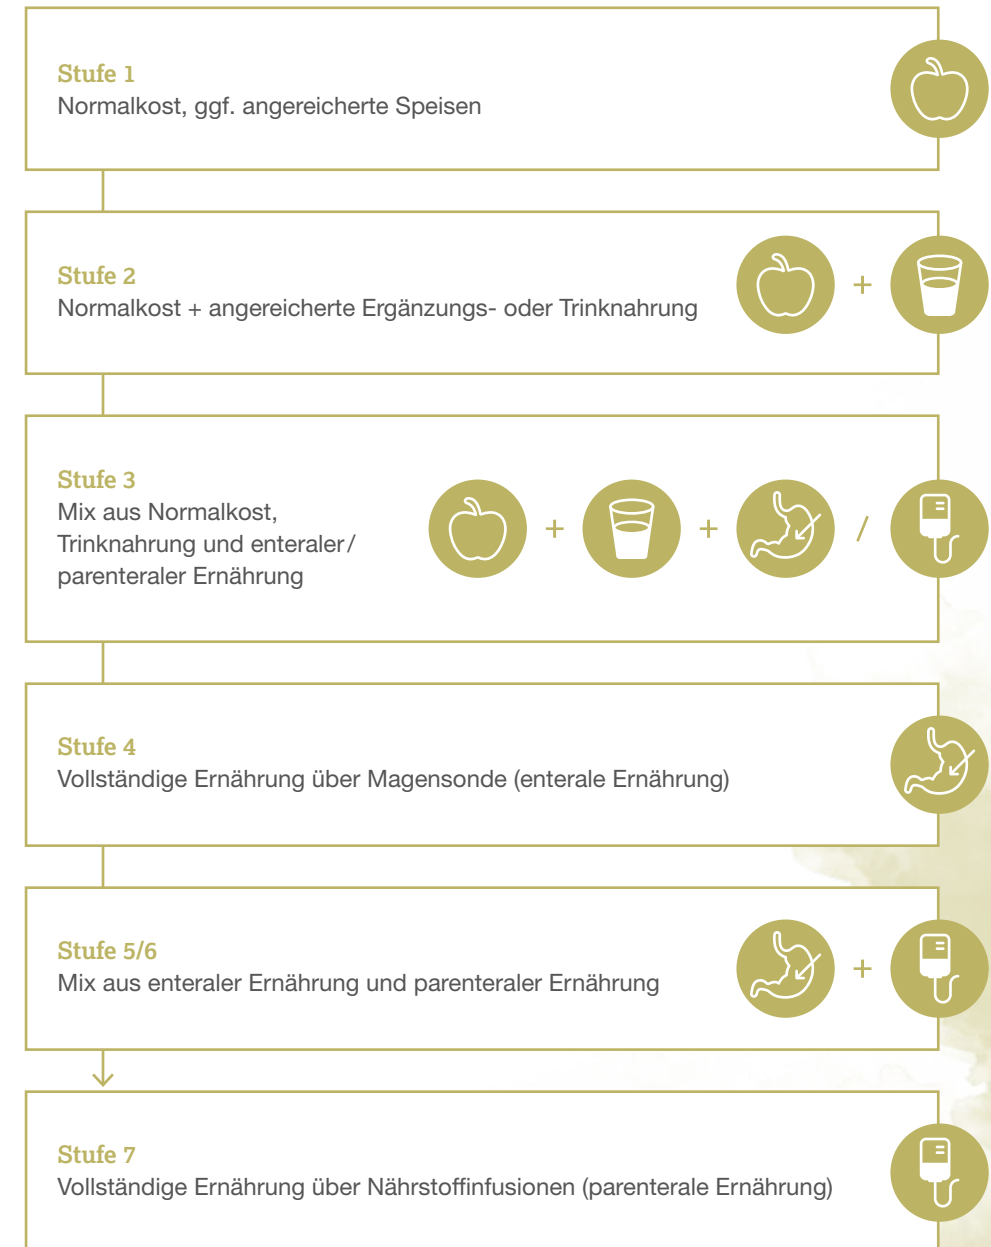 Stufe 1
Normalkost, ggf. angereicherte Speisen
Stufe 2
Normalkost + angereicherte Ergänzungs- oder Trinknahrung
+
Stufe 3
Mix aus Normalkost,
Trinknahrung und enteraler/
parenteraler Ernährung
+ + /
Stufe 4
Vollständige Ernährung über Magensonde (enterale Ernährung)
Stufe 5/6
Mix aus enteraler Ernährung und parenteraler Ernährung
+
Stufe 7
Vollständige Ernährung über Nährstoffinfusionen (parenterale Ernährung)